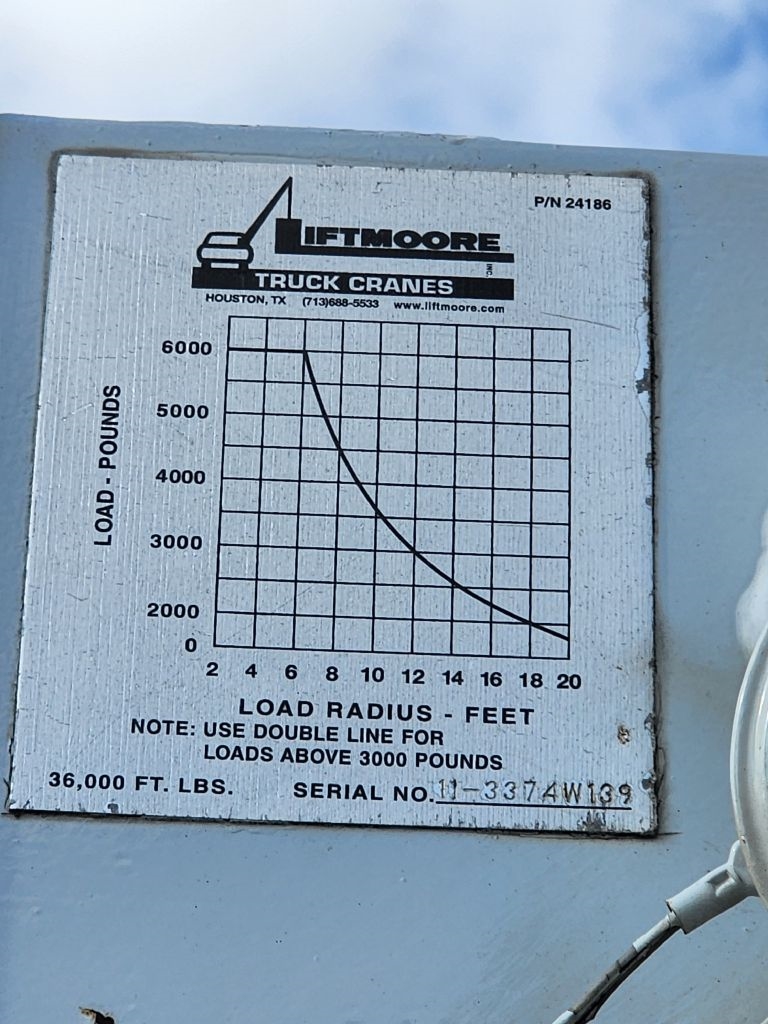 P/N 24186
LIFTMOORE INC.
TRUCK CRANES
HOUSTON, TX (713)688-5533 www.liftmoore.com
6000
5000
4000
3000
2000
0
LOAD - POUNDS
2 4 6 8 10 12 14 16 18 20
LOAD RADIUS - FEET
NOTE: USE DOUBLE LINE FOR
LOADS ABOVE 3000 POUNDS
36,000 FT. LBS. SERIAL NO. 11-3374W139